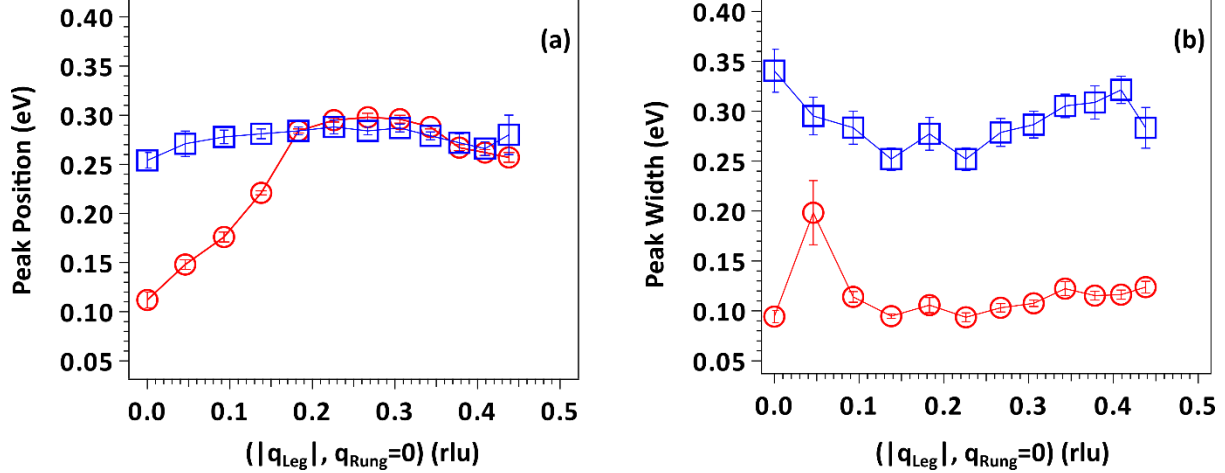 (a)
Peak Position (eV)
0.40
0.35
0.30
0.25
0.20
0.15
0.10
0.05
0.0 0.1 0.2 0.3 0.4 0.5
(|qLeg|, qRung=0) (rlu)
(b)
Peak Width (eV)
0.40
0.35
0.30
0.25
0.20
0.15
0.10
0.05
0.0 0.1 0.2 0.3 0.4 0.5
(|qLeg|, qRung=0) (rlu)